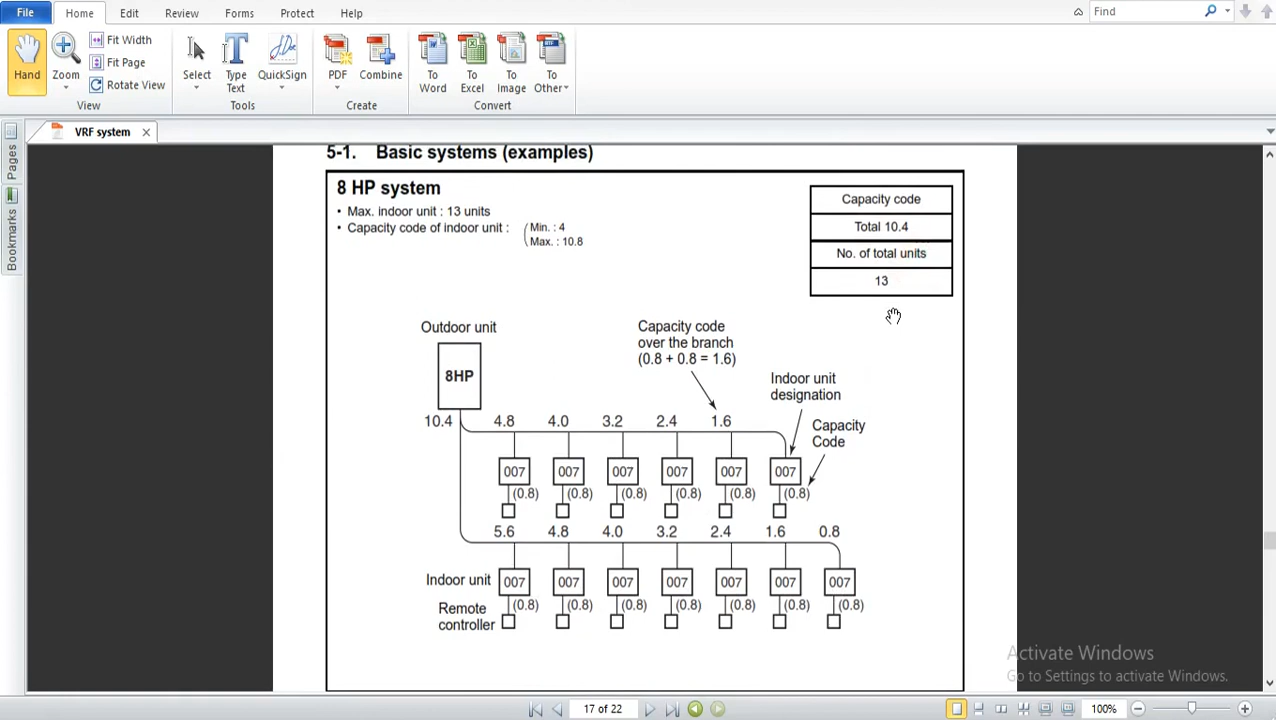 File
Home
Review
Edit
Forms
Protect
Help
Find
Hand
Zoom
Fit Width
Fit Page
Rotate View
View
Select
Type Text
QuickSign
Tools
PDF
Combine
Create
To Word
To Excel
To Image
To Other
Convert
VRF system
Pages
Bookmarks
5-1. Basic systems (examples)
8 HP system
• Max. indoor unit : 13 units
• Capacity code of indoor unit : Min. : 4
Max. : 10.8
Capacity code
Total 10.4
No. of total units
13
Outdoor unit
8HP
Capacity code
over the branch
(0.8 + 0.8 = 1.6)
Indoor unit
designation
Capacity
Code
10.4 4.8 4.0 3.2 2.4 1.6
007 007 007 007 007 007
(0.8) (0.8) (0.8) (0.8) (0.8) (0.8)
5.6 4.8 4.0 3.2 2.4 1.6 0.8
Indoor unit 007 007 007 007 007 007 007
(0.8) (0.8) (0.8) (0.8) (0.8) (0.8) (0.8)
Remote
controller
Activate Windows
Go to Settings to activate Windows.
17 of 22
100%